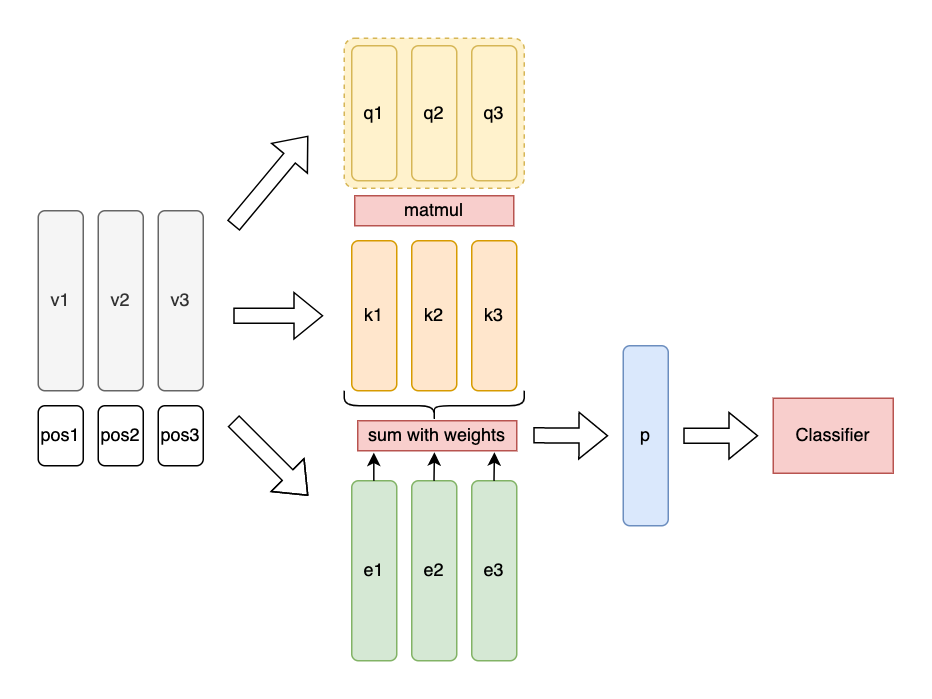 q1 q2 q3
matmul
v1 v2 v3
k1 k2 k3
pos1 pos2 pos3
sum with weights
p
Classifier
e1 e2 e3